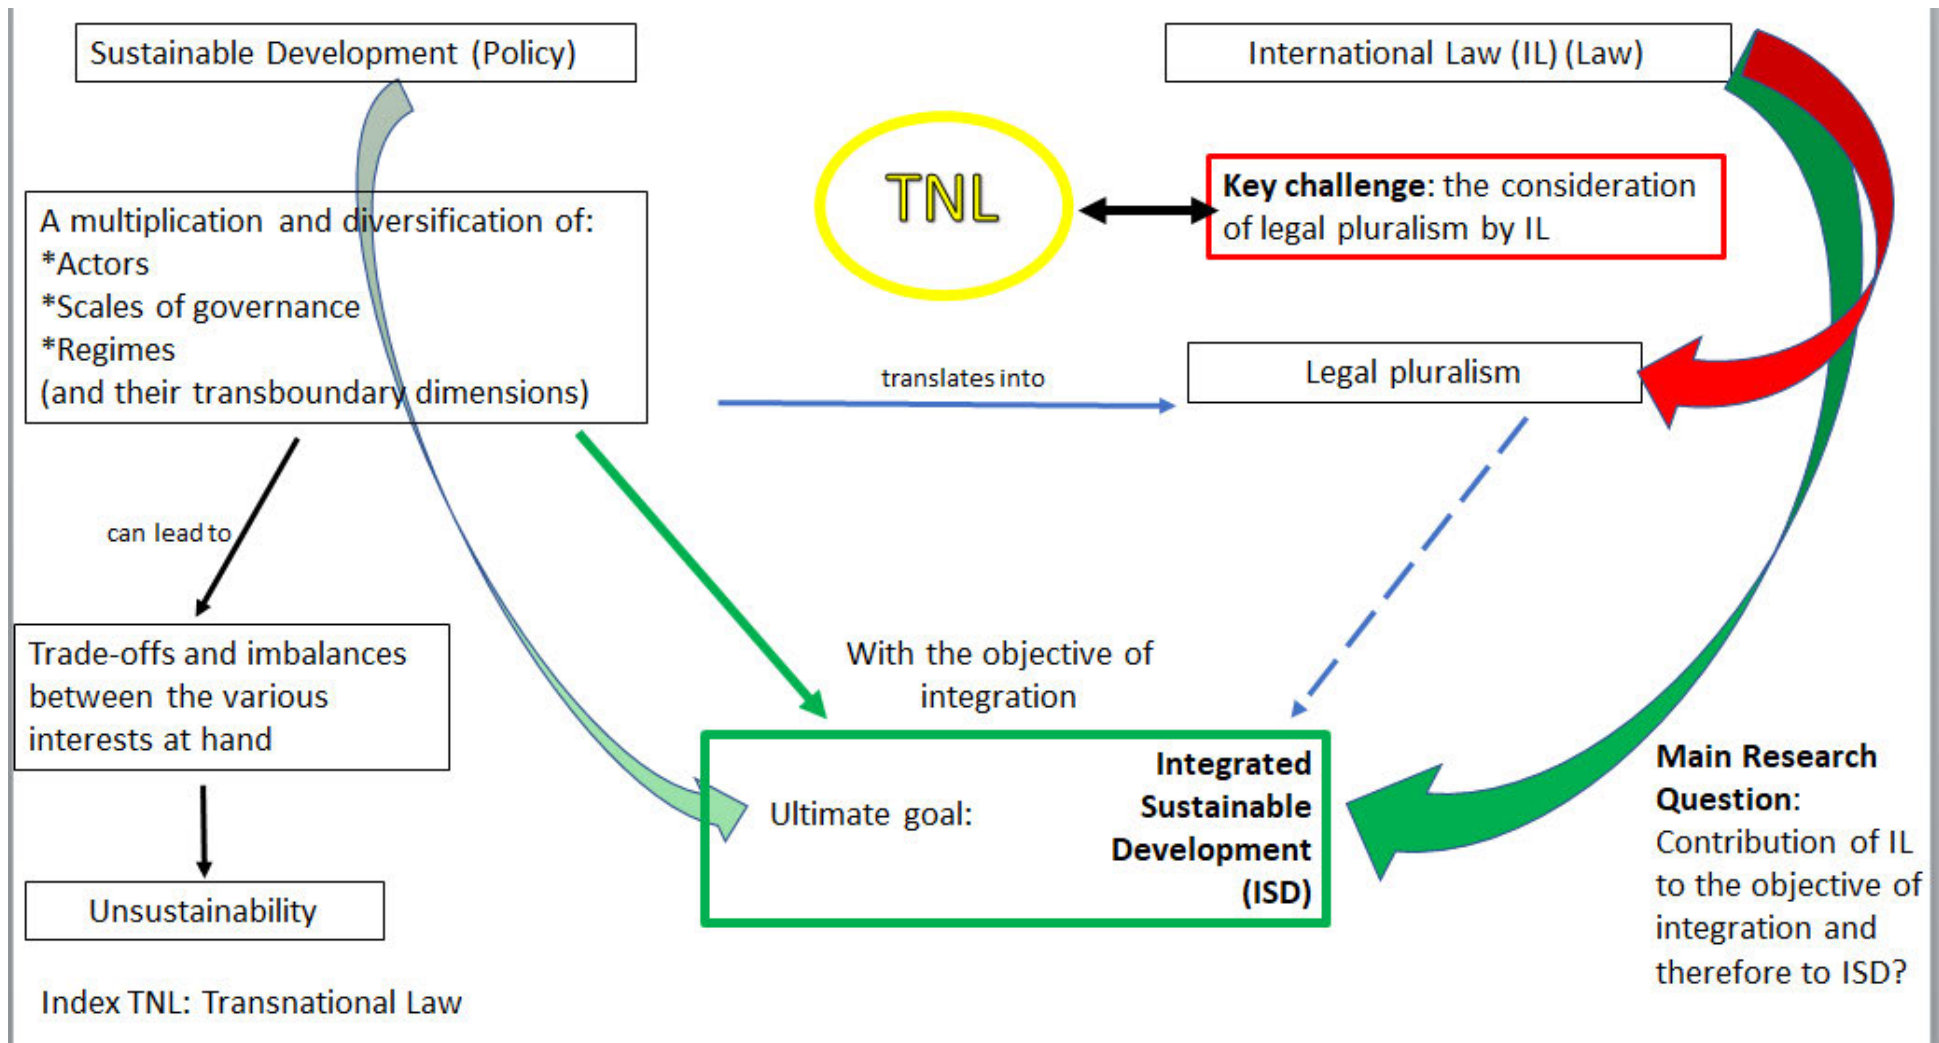 Sustainable Development (Policy)
International Law (IL) (Law)
TNL
Key challenge: the consideration
of legal pluralism by IL
A multiplication and diversification of:
*Actors
*Scales of governance
*Regimes
(and their transboundary dimensions)
translates into
Legal pluralism
can lead to
Trade-offs and imbalances
between the various
interests at hand
With the objective of
integration
Ultimate goal:
Integrated
Sustainable
Development
(ISD)
Main Research
Question:
Contribution of IL
to the objective of
integration and
therefore to ISD?
Unsustainability
Index TNL: Transnational Law